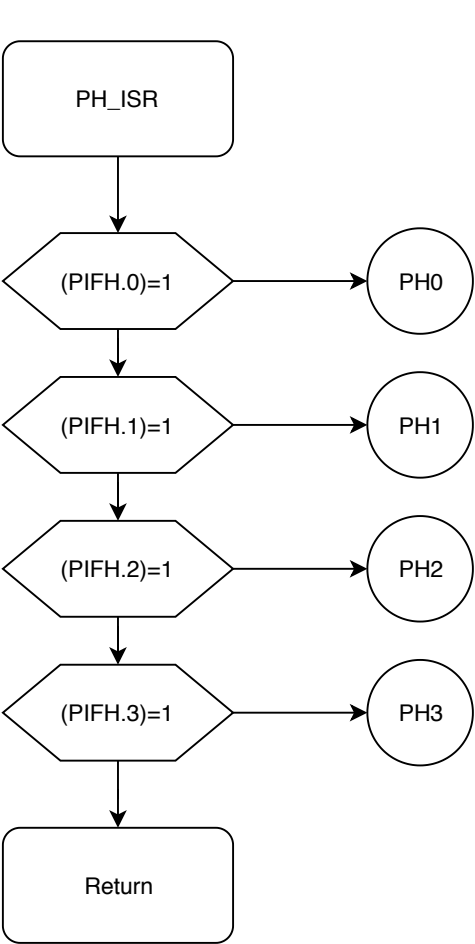 PH_ISR
(PIFH.0)=1
PH0
(PIFH.1)=1
PH1
(PIFH.2)=1
PH2
(PIFH.3)=1
PH3
Return